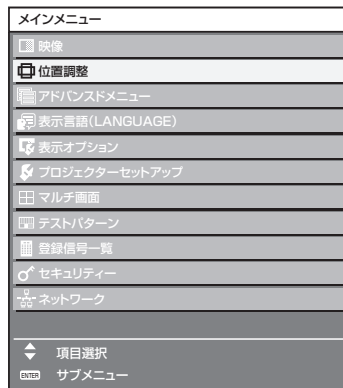 メインメニュー
映像
位置調整
アドバンスドメニュー
表示言語(LANGUAGE)
表示オプション
プロジェクターセットアップ
マルチ画面
テストパターン
登録信号一覧
セキュリティー
ネットワーク
項目選択
ENTER サブメニュー